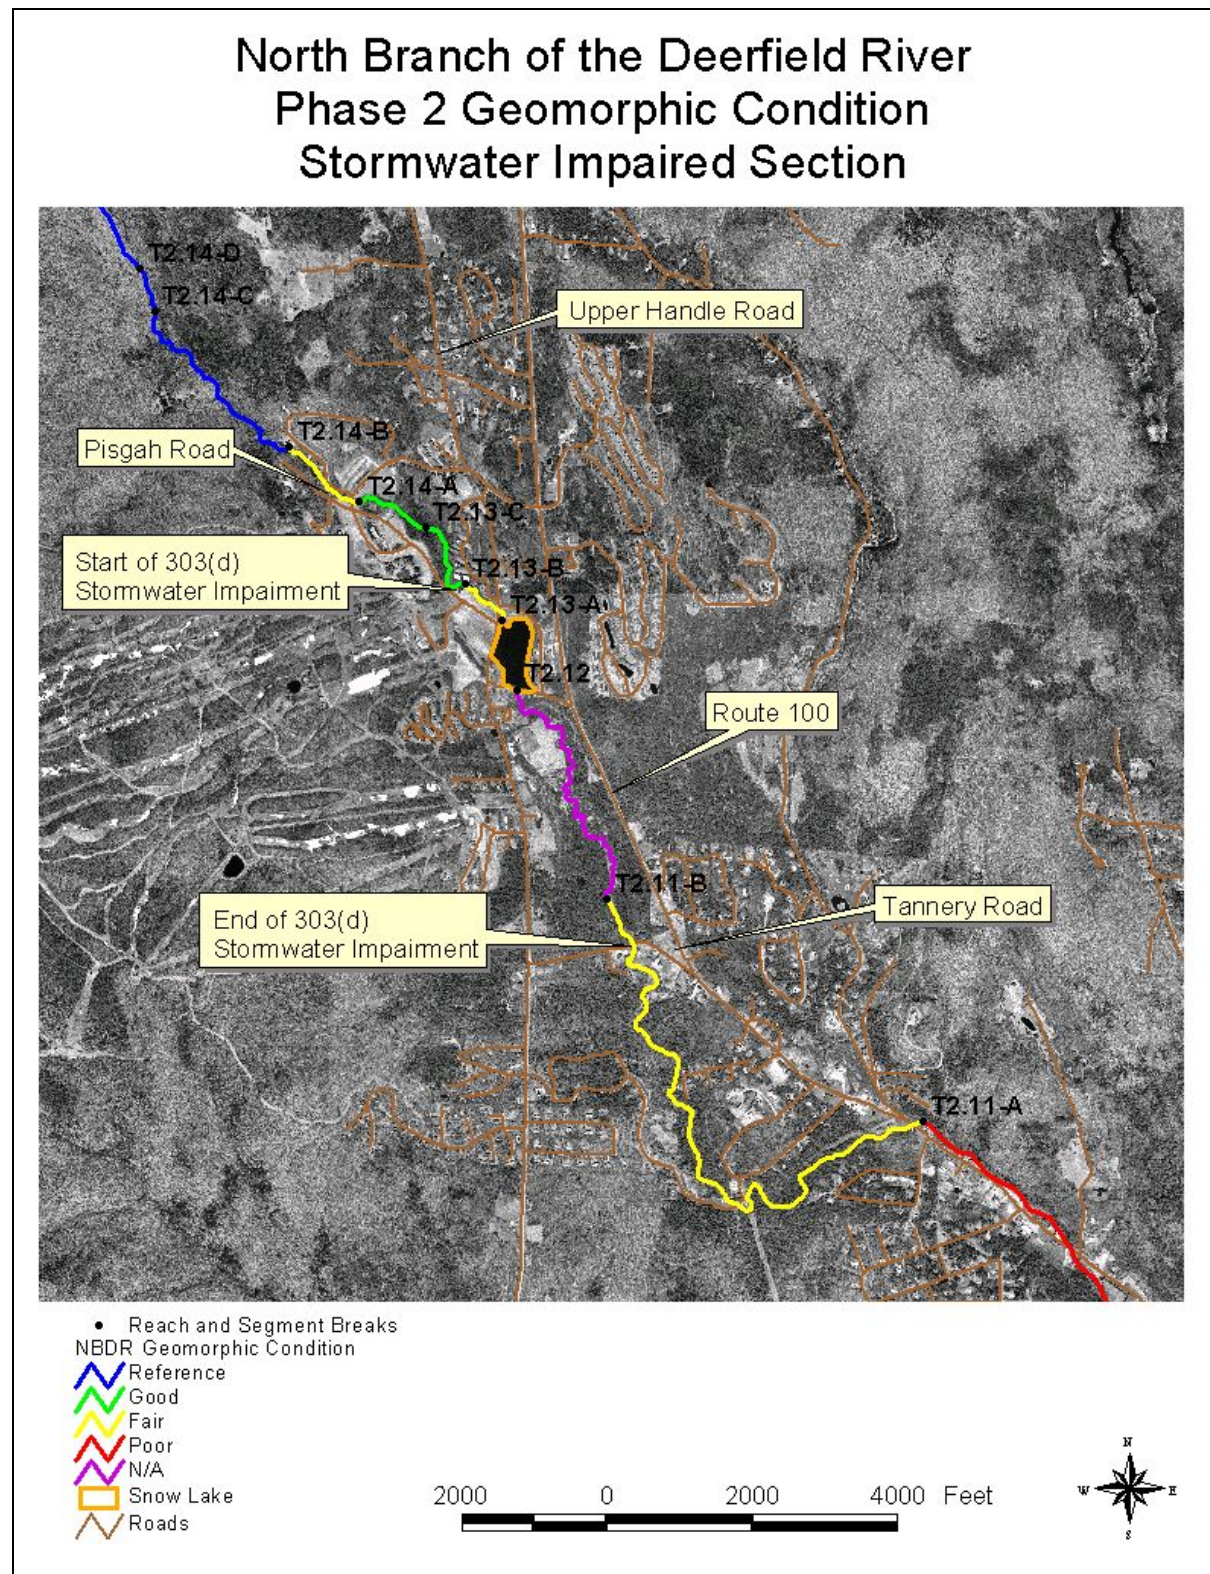 North Branch of the Deerfield River
Phase 2 Geomorphic Condition
Stormwater Impaired Section
T2.14-D
T2.14-C
Upper Handle Road
T2.14-B
Pisgah Road
T2.14-A
T2.13-C
Start of 303(d)
Stormwater Impairment
T2.13-B
T2.13-A
T2.12
Route 100
T2.11-B
End of 303(d)
Stormwater Impairment
Tannery Road
T2.11-A
Reach and Segment Breaks
NBDR Geomorphic Condition
Reference
Good
Fair
Poor
N/A
Snow Lake
Roads
2000 0 2000 4000 Feet
N
W E
S